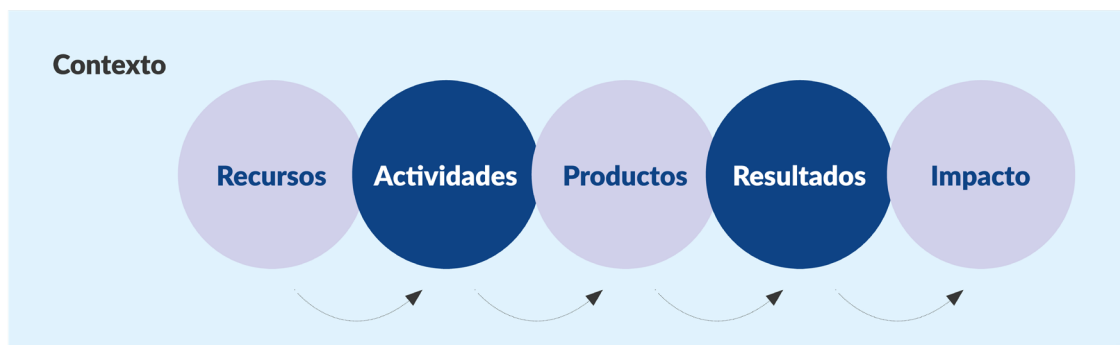 Contexto
Recursos
Actividades
Productos
Resultados
Impacto